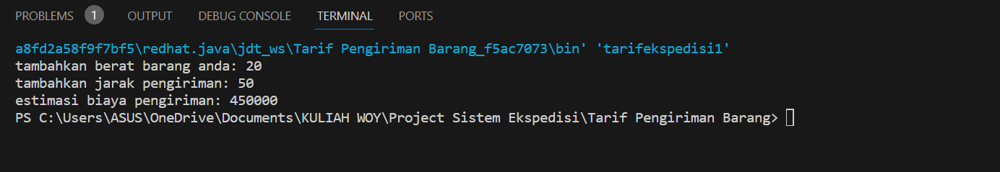 PROBLEMS 1 OUTPUT DEBUG CONSOLE TERMINAL PORTS
a8fd2a58f9f7bf5\redhat.java\jdt_ws\Tarif Pengiriman Barang_f5ac7073\bin' 'tarifekspedisi1'
tambahkan berat barang anda: 20
tambahkan jarak pengiriman: 50
estimasi biaya pengiriman: 450000
PS C:\Users\ASUS\OneDrive\Documents\KULIAH WOY\Project Sistem Ekspedisi\Tarif Pengiriman Barang>